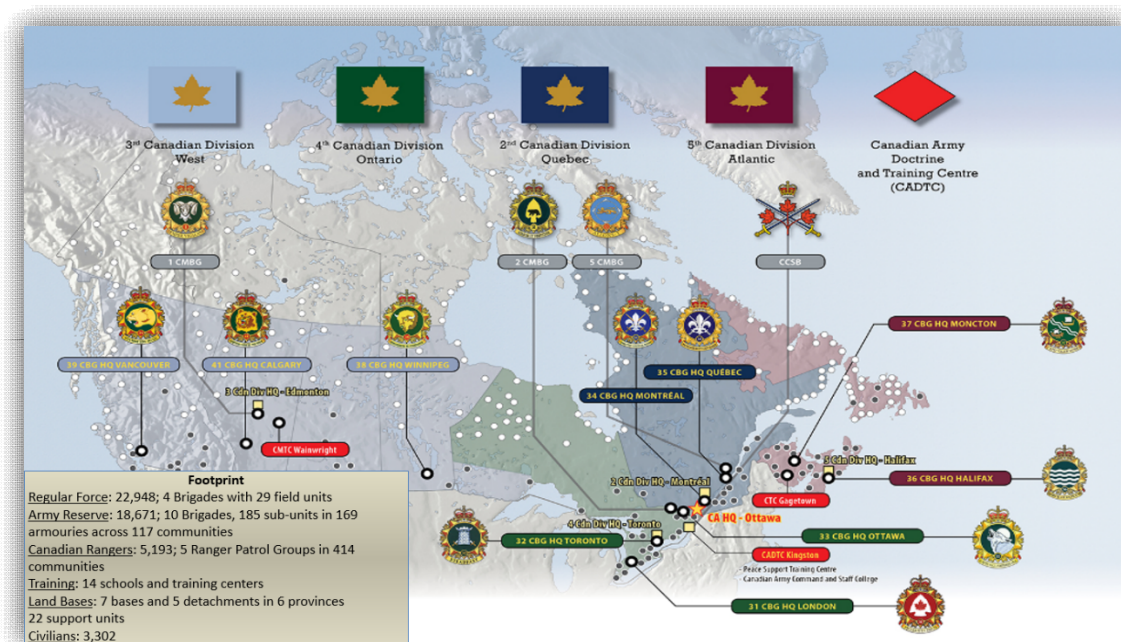 3rd Canadian Division
West
4th Canadian Division
Ontario
2nd Canadian Division
Quebec
5th Canadian Division
Atlantic
Canadian Army
Doctrine
and Training Centre
(CADTC)
1 CMBG
2 CMBG
5 CMBG
CCSB
39 CBG HQ VANCOUVER
41 CBG HQ CALGARY
38 CBG HQ WINNIPEG
37 CBG HQ MONCTON
35 CBG HQ QUÉBEC
34 CBG HQ MONTRÉAL
3 Cdn Div HQ - Edmonton
CMTC Wainwright
5 Cdn Div HQ - Halifax
36 CBG HQ HALIFAX
2 Cdn Div HQ - Montréal
CTC Gagetown
CA HQ - Ottawa
4 Cdn Div HQ - Toronto
32 CBG HQ TORONTO
33 CBG HQ OTTAWA
CADTC Kingston
- Peace Support Training Centre
- Canadian Army Command and Staff College
31 CBG HQ LONDON
Footprint
Regular Force: 22,948; 4 Brigades with 29 field units
Army Reserve: 18,671; 10 Brigades, 185 sub-units in 169
armouries across 117 communities
Canadian Rangers: 5,193; 5 Ranger Patrol Groups in 414
communities
Training: 14 schools and training centers
Land Bases: 7 bases and 5 detachments in 6 provinces
22 support units
Civilians: 3,302